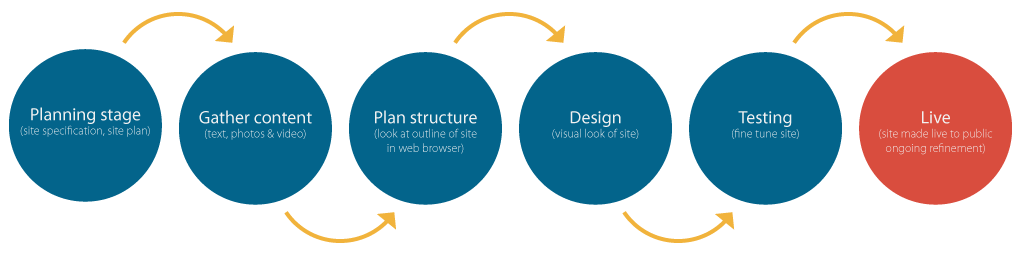 Planning stage
(site specification, site plan)
Gather content
(text, photos & video)
Plan structure
(look at outline of site
in web browser)
Design
(visual look of site)
Testing
(fine tune site)
Live
(site made live to public
ongoing refinement)